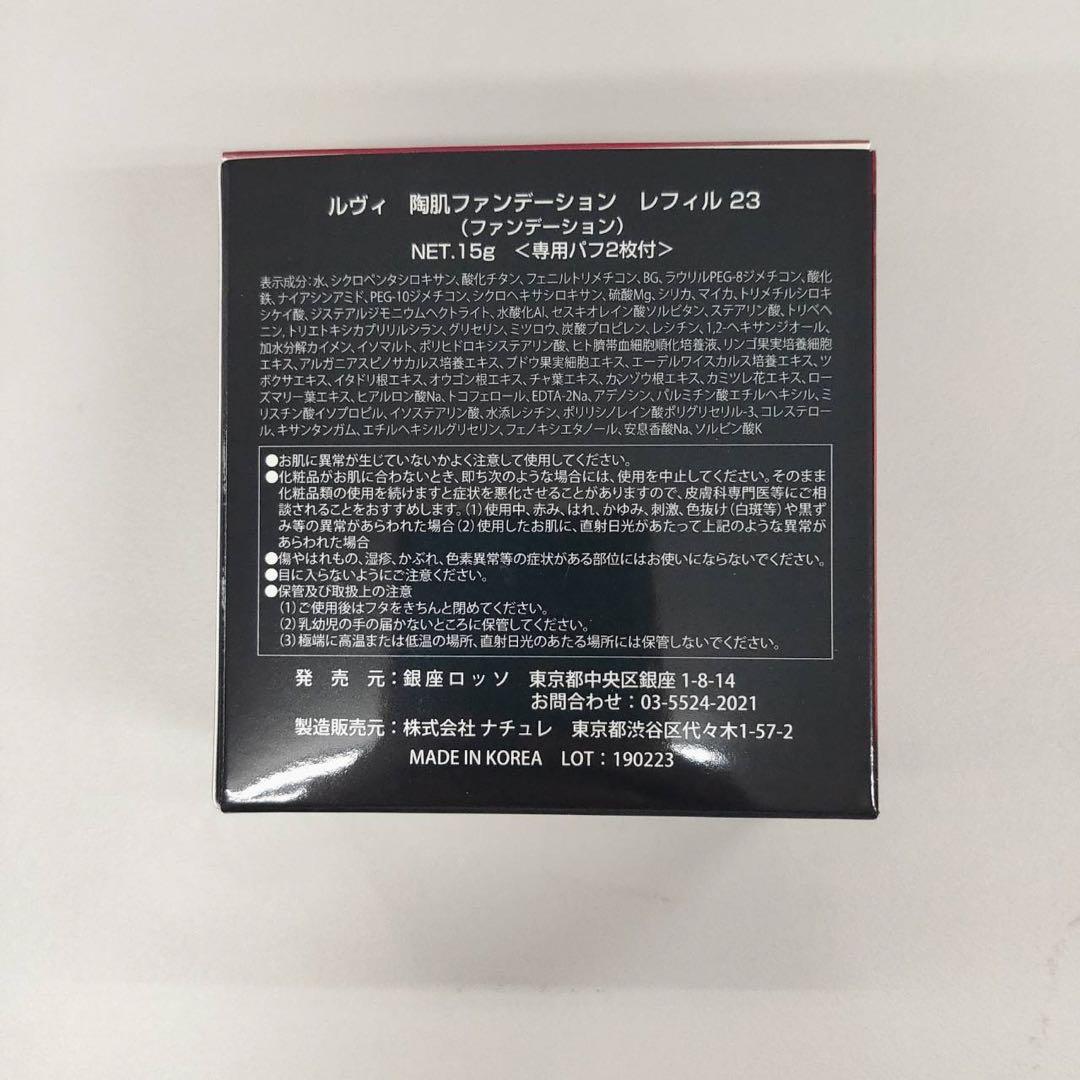 ルヴィ 陶肌ファンデーション レフィル 23
（ファンデーション）
NET.15g ＜専用パフ2枚付＞
表示成分：水、シクロペンタシロキサン、酸化チタン、フェニルトリメチコン、BG、ラウリルPEG-8ジメチコン、酸化
鉄、ナイアシンアミド、PEG-10ジメチコン、シクロヘキサシロキサン、硫酸Mg、シリカ、マイカ、トリメチルシロキ
シケイ酸、ジステアルジモニウムヘクトライト、水酸化Al、セスキオレイン酸ソルビタン、ステアリン酸、トリベヘ
ニン、トリエトキシカプリリルシラン、グリセリン、ミツロウ、炭酸プロピレン、レシチン、1,2-ヘキサンジオール、
加水分解カイメン、イソマルト、ポリヒドロキシステアリン酸、ヒト臍帯血細胞順化培養液、リンゴ果実培養細胞
エキス、アルガニアスピノサカルス培養エキス、ブドウ果実細胞エキス、エーデルワイスカルス培養エキス、ツ
ボクサエキス、イタドリ根エキス、オウゴン根エキス、チャ葉エキス、カンゾウ根エキス、カミツレ花エキス、ロー
ズマリー葉エキス、ヒアルロン酸Na、トコフェロール、EDTA-2Na、アデノシン、パルミチン酸エチルヘキシル、ミ
リスチン酸イソプロピル、イソステアリン酸、水添レシチン、ポリリシノレイン酸ポリグリセリル-3、コレステロー
ル、キサンタンガム、エチルヘキシルグリセリン、フェノキシエタノール、安息香酸Na、ソルビン酸K
●お肌に異常が生じていないかよく注意して使用してください。
●化粧品がお肌に合わないとき、即ち次のような場合には、使用を中止してください。そのまま
化粧品類の使用を続けますと症状を悪化させることがありますので、皮膚科専門医等にご相
談されることをおすすめします。（1）使用中、赤み、はれ、かゆみ、刺激、色抜け（白斑等）や黒ず
み等の異常があらわれた場合（2）使用したお肌に、直射日光があたって上記のような異常が
あらわれた場合
●傷やはれもの、湿疹、かぶれ、色素異常等の症状がある部位にはお使いにならないでください。
●目に入らないようにご注意ください。
●保管及び取扱上の注意
（1）ご使用後はフタをきちんと閉めてください。
（2）乳幼児の手の届かないところに保管してください。
（3）極端に高温または低温の場所、直射日光のあたる場所には保管しないでください。
発 売 元：銀座ロッソ 東京都中央区銀座 1-8-14
お問合わせ：03-5524-2021
製造販売元：株式会社ナチュレ 東京都渋谷区代々木1-57-2
MADE IN KOREA LOT：190223